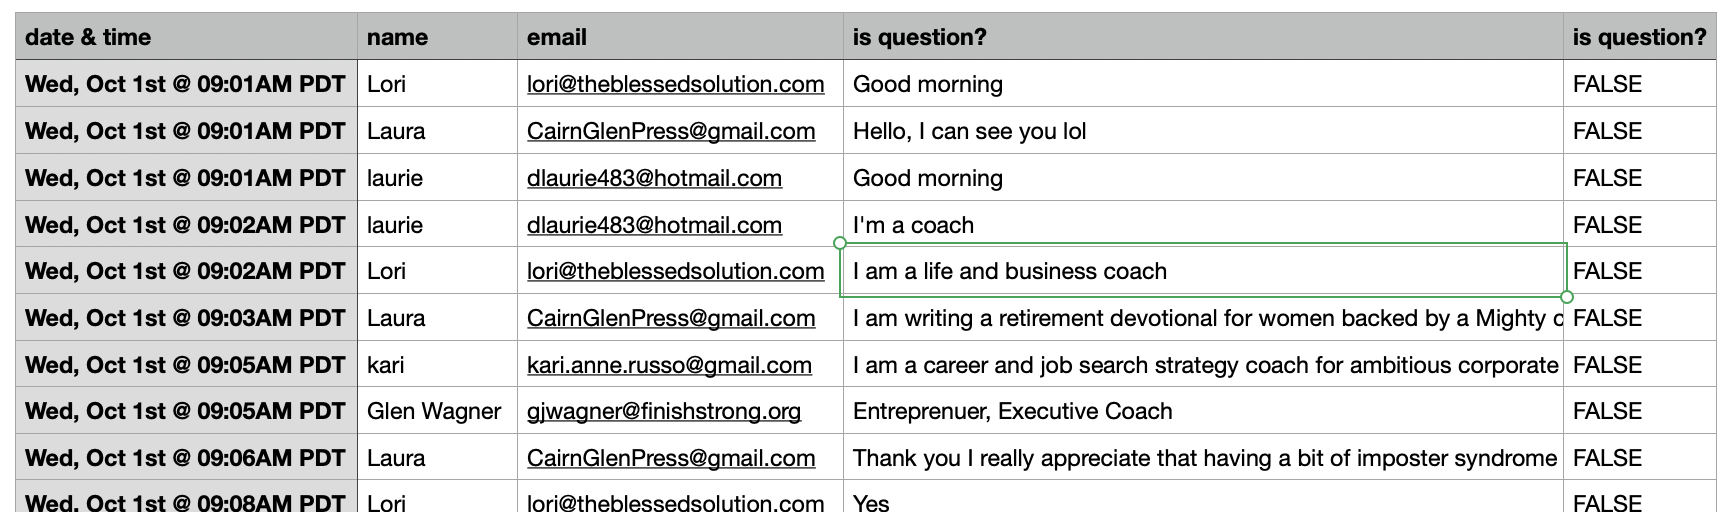 date & time name email is question? is question?
Wed, Oct 1st @ 09:01AM PDT Lori lori@theblessedsolution.com Good morning FALSE
Wed, Oct 1st @ 09:01AM PDT Laura CairnGlenPress@gmail.com Hello, I can see you lol FALSE
Wed, Oct 1st @ 09:01AM PDT laurie dlaurie483@hotmail.com Good morning FALSE
Wed, Oct 1st @ 09:02AM PDT laurie dlaurie483@hotmail.com I'm a coach FALSE
Wed, Oct 1st @ 09:02AM PDT Lori lori@theblessedsolution.com I am a life and business coach FALSE
Wed, Oct 1st @ 09:03AM PDT Laura CairnGlenPress@gmail.com I am writing a retirement devotional for women backed by a Mighty FALSE
Wed, Oct 1st @ 09:05AM PDT kari kari.anne.russo@gmail.com I am a career and job search strategy coach for ambitious corporate FALSE
Wed, Oct 1st @ 09:05AM PDT Glen Wagner gjwagner@finishstrong.org Entreprenuer, Executive Coach FALSE
Wed, Oct 1st @ 09:06AM PDT Laura CairnGlenPress@gmail.com Thank you I really appreciate that having a bit of imposter syndrome FALSE
Wed, Oct 1st @ 09:08AM PDT Lori lori@theblessedsolution.com Yes FALSE